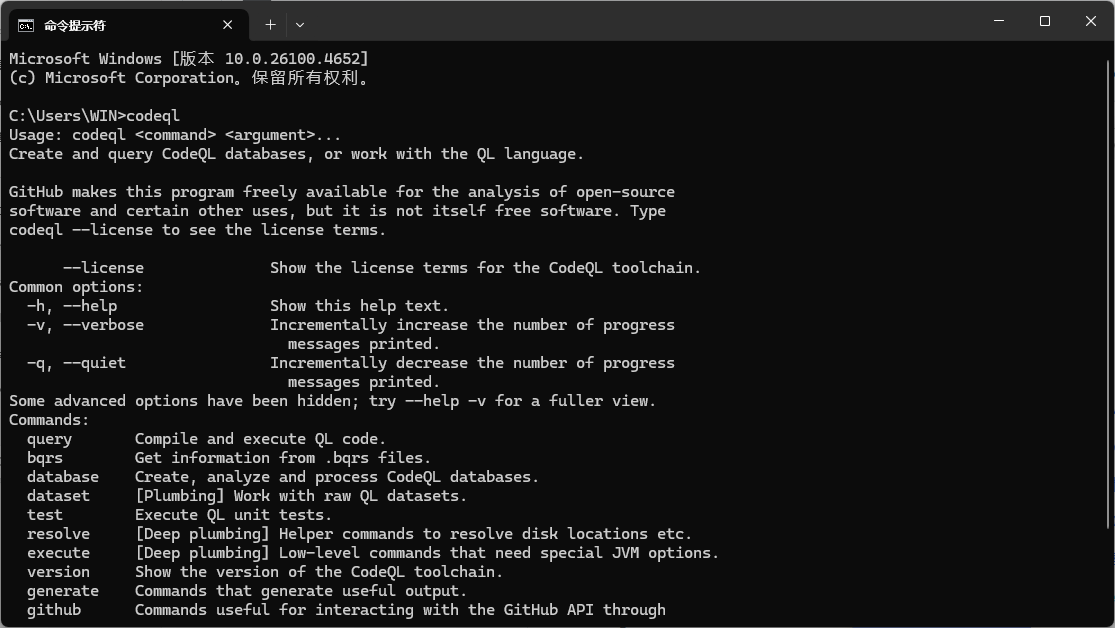 命令提示符
Microsoft Windows [版本 10.0.26100.4652]
(c) Microsoft Corporation。保留所有权利。
C:\Users\WIN>codeql
Usage: codeql <command> <argument>...
Create and query CodeQL databases, or work with the QL language.
GitHub makes this program freely available for the analysis of open-source
software and certain other uses, but it is not itself free software. Type
codeql --license to see the license terms.
      --license              Show the license terms for the CodeQL toolchain.
Common options:
  -h, --help                 Show this help text.
  -v, --verbose              Incrementally increase the number of progress
                               messages printed.
  -q, --quiet                Incrementally decrease the number of progress
                               messages printed.
Some advanced options have been hidden; try --help -v for a fuller view.
Commands:
  query       Compile and execute QL code.
  bqrs        Get information from .bqrs files.
  database    Create, analyze and process CodeQL databases.
  dataset     [Plumbing] Work with raw QL datasets.
  test        Execute QL unit tests.
  resolve     [Deep plumbing] Helper commands to resolve disk locations etc.
  execute     [Deep plumbing] Low-level commands that need special JVM options.
  version     Show the version of the CodeQL toolchain.
  generate    Commands that generate useful output.
  github      Commands useful for interacting with the GitHub API through